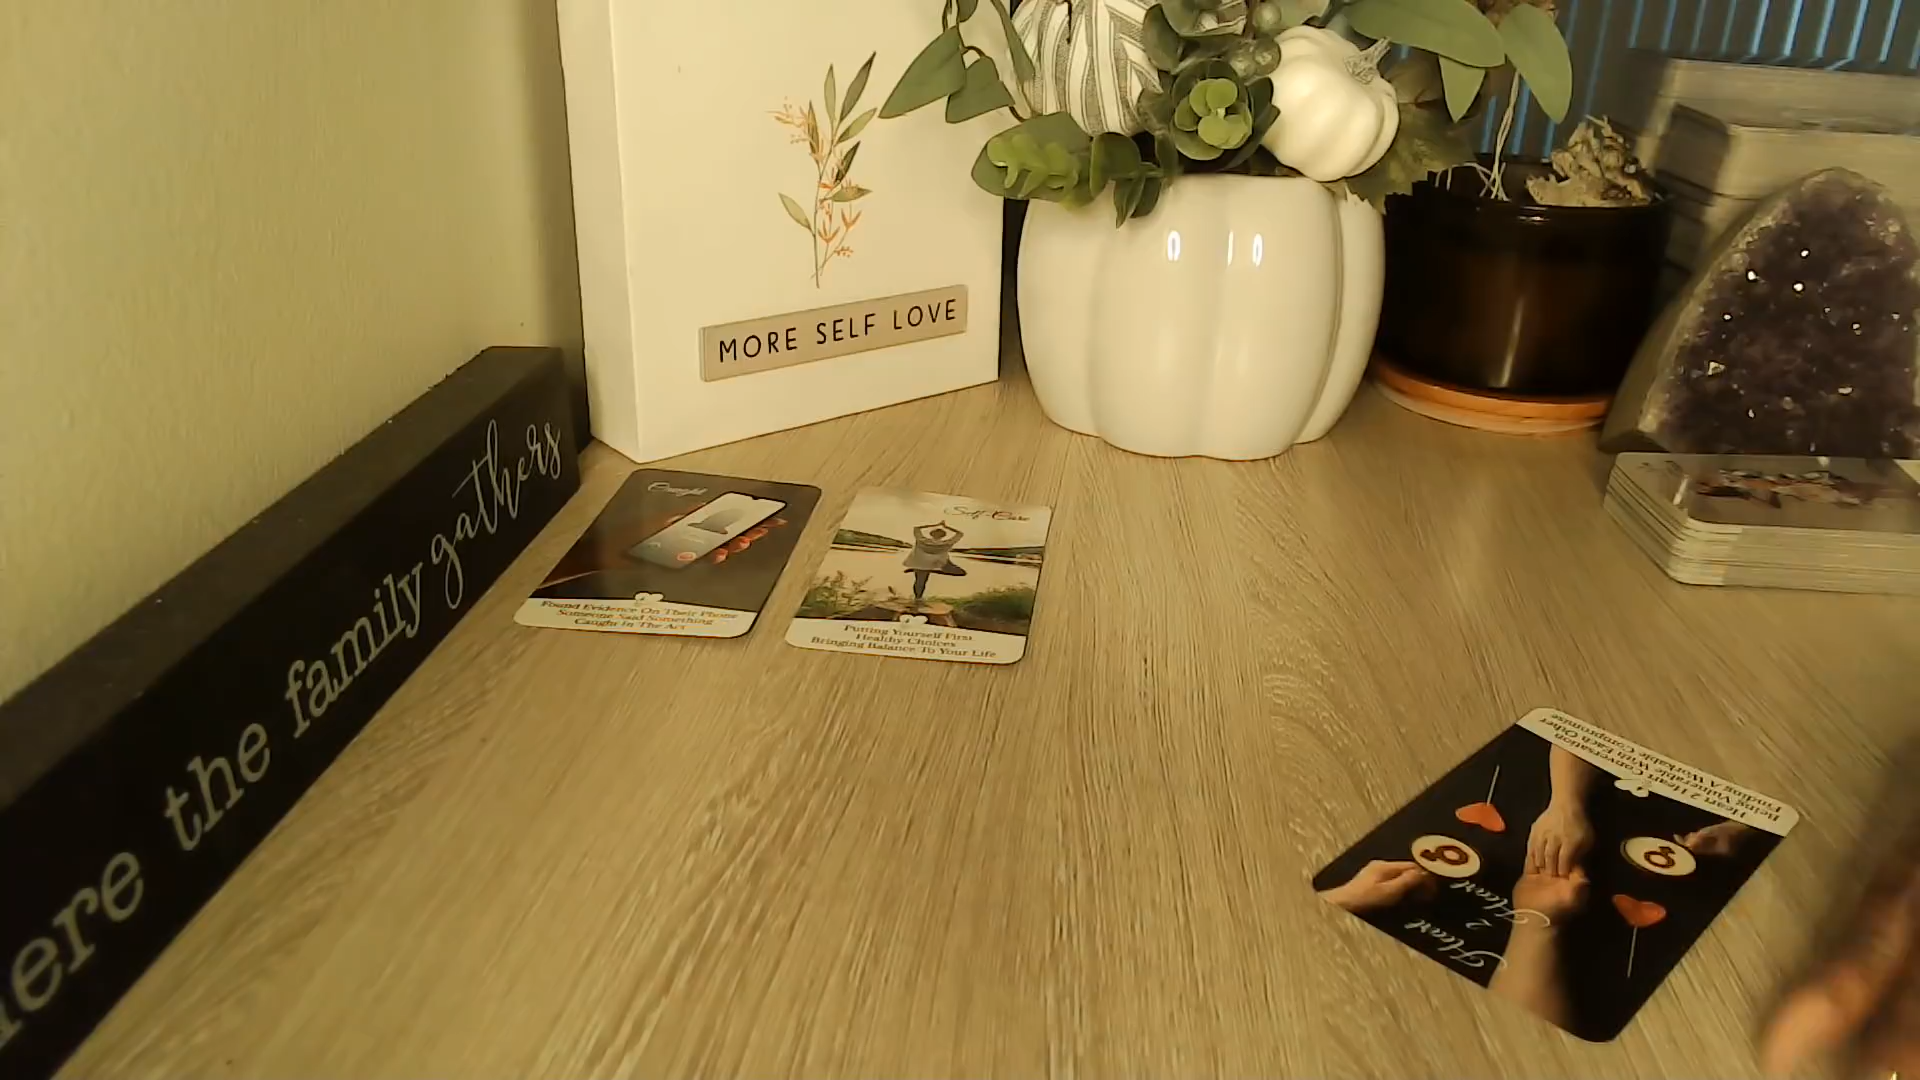 MORE SELF LOVE
here the family gathers
Caught
Found Evidence On Their Phone
Someone Said Something
Caught In The Act
Self-Care
Putting Yourself First
Healthy Choices
Bringing Balance To Your Life
Heart
2
Heart
Heart 2 Heart Conversation
Being Vulnerable With Each Other
Finding A Workable Compromise